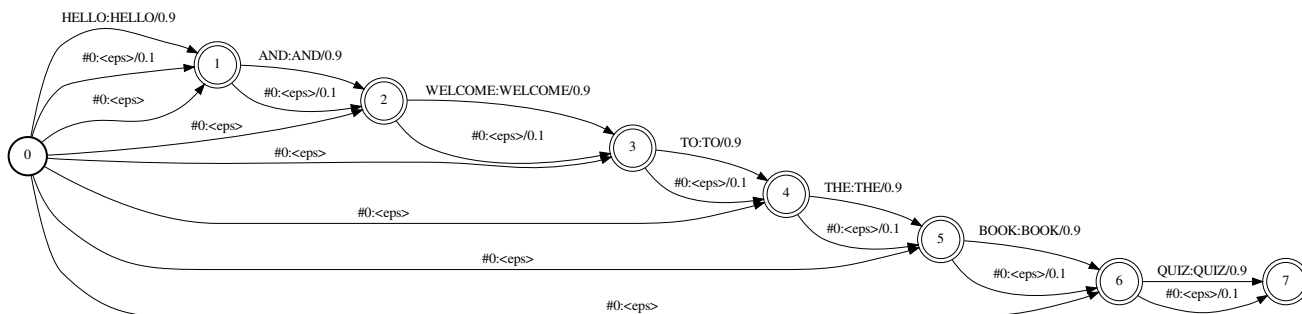 HELLO:HELLO/0.9
#0:<eps>/0.1
#0:<eps>
1
AND:AND/0.9
#0:<eps>/0.1
#0:<eps>
2
WELCOME:WELCOME/0.9
#0:<eps>/0.1
0
#0:<eps>
3
TO:TO/0.9
#0:<eps>/0.1
#0:<eps>
4
THE:THE/0.9
#0:<eps>/0.1
#0:<eps>
5
BOOK:BOOK/0.9
#0:<eps>/0.1
#0:<eps>
6
QUIZ:QUIZ/0.9
#0:<eps>/0.1
7